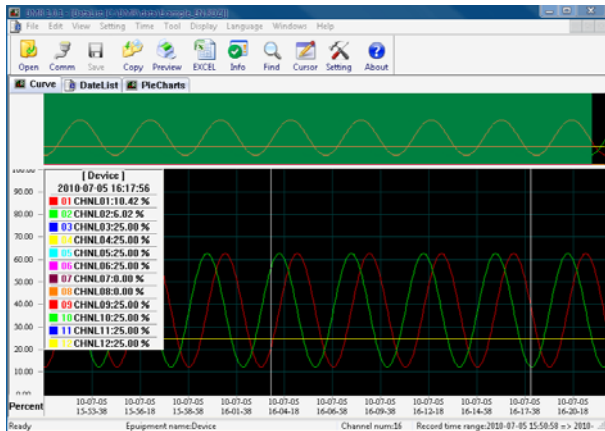 File Edit View Setting Time Tool Display Language Windows Help
Open Comm Save Copy Preview EXCEL Info Find Cursor Setting About
Curve DateList PieCharts
100.00
90.00
80.00
70.00
60.00
50.00
40.00
30.00
20.00
10.00
0.00
[ Device ]
2010-07-05 16:17:56
01 CHNL01:10.42 %
02 CHNL02:6.02 %
03 CHNL03:25.00 %
04 CHNL04:25.00 %
05 CHNL05:25.00 %
06 CHNL06:25.00 %
07 CHNL07:0.00 %
08 CHNL08:0.00 %
09 CHNL09:25.00 %
10 CHNL10:25.00 %
11 CHNL11:25.00 %
12 CHNL12:25.00 %
Percent
10-07-05 10-07-05 10-07-05 10-07-05 10-07-05 10-07-05 10-07-05 10-07-05 10-07-05 10-07-05 10-07-05
15-53-38 15-56-18 15-58-58 16-01-38 16-04-18 16-06-58 16-09-38 16-12-18 16-14-58 16-17-38 16-20-18
Ready Epuipment name:Device Channel num:16 Record time range:2010-07-05 15:50:58 => 2010-